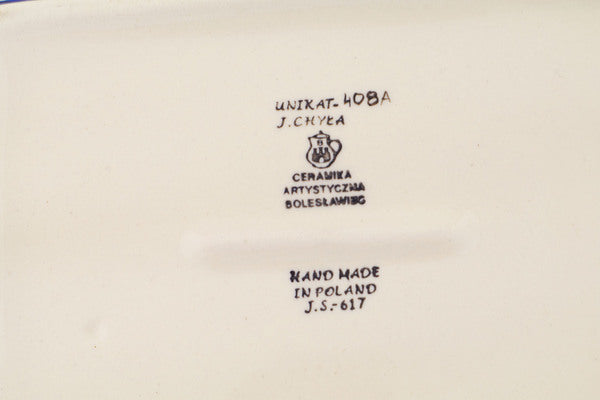 UNIKAT-408A
J. CHYŁA
B
CERAMIKA
ARTYSTYCZNA
BOLESŁAWIEC
HAND MADE
IN POLAND
J.S.-617